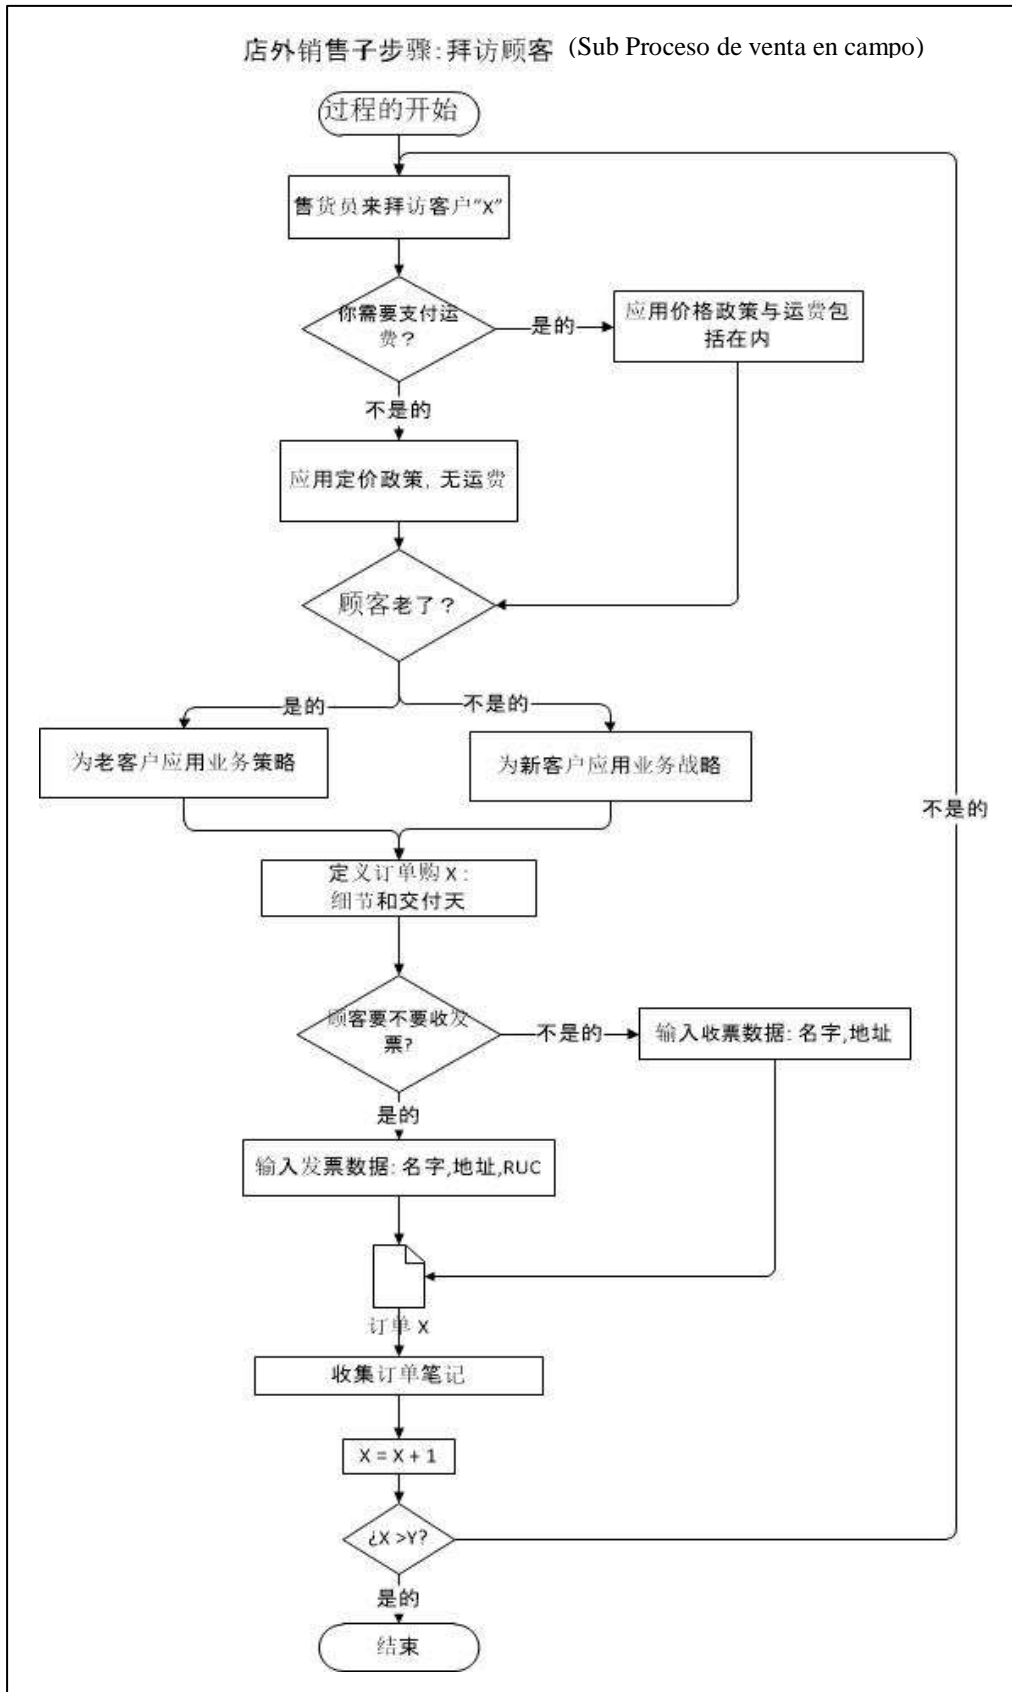 店外销售子步骤:拜访顾客 (Sub Proceso de venta en campo)
过程的开始
售货员来拜访客户“X”
你需要支付运
费?
是的
应用价格政策与运费包
括在内
不是的
应用定价政策, 无运费
顾客老了?
是的
不是的
为老客户应用业务策略
为新客户应用业务战略
不是的
定义订单购 X :
细节和交付天
顾客要不要收发
票?
不是的
输入收票数据: 名字,地址
是的
输入发票数据: 名字,地址,RUC
订单 X
收集订单笔记
X = X + 1
¿X >Y?
是的
结束